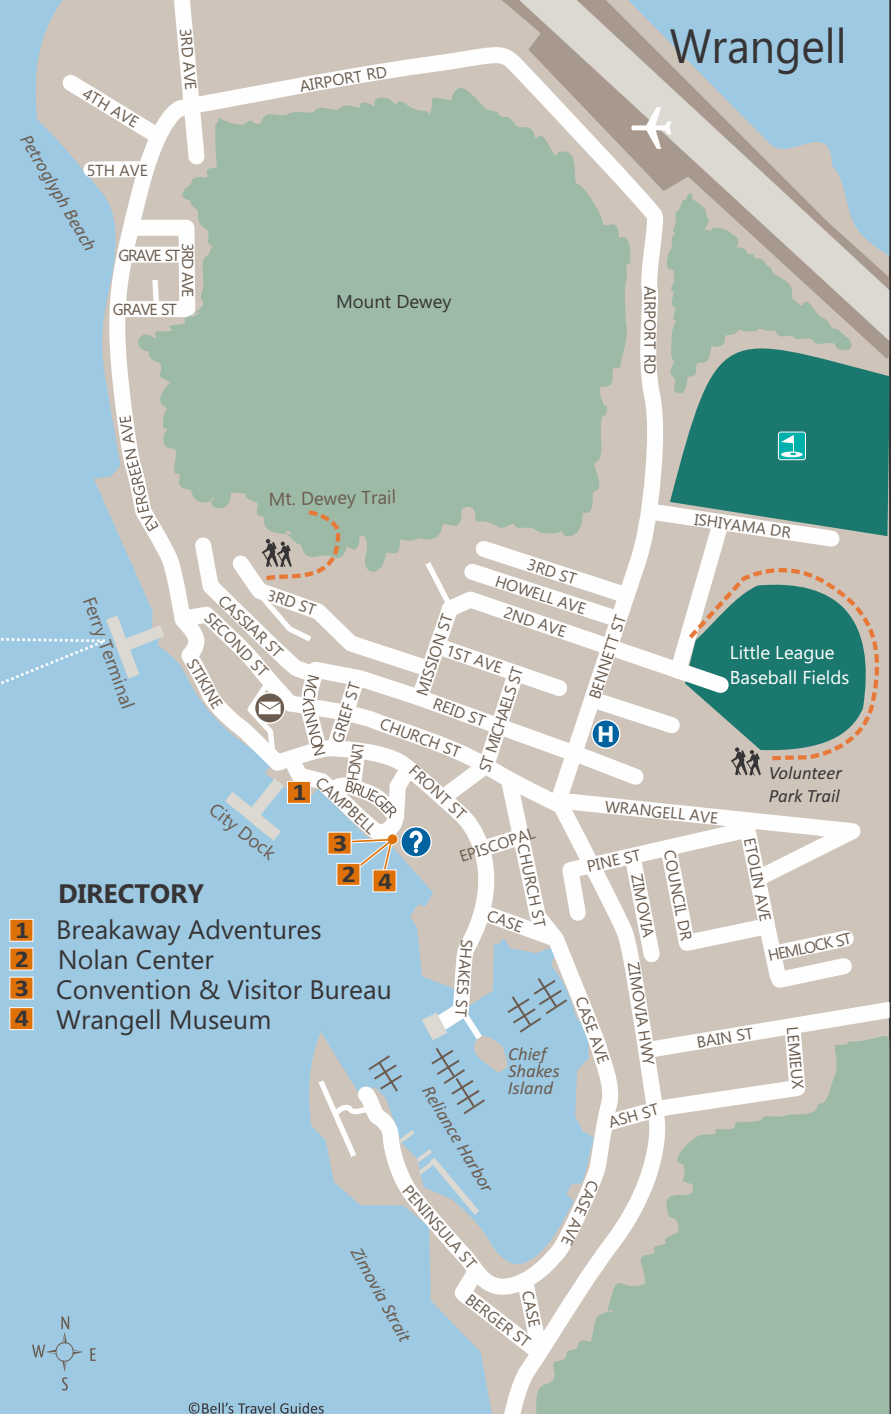 Wrangell
3RD AVE
AIRPORT RD
4TH AVE
5TH AVE
Petroglyph Beach
GRAVE ST
3RD AVE
GRAVE ST
Mount Dewey
AIRPORT RD
EVERGREEN AVE
Mt. Dewey Trail
ISHIYAMA DR
3RD ST
HOWELL AVE
2ND AVE
3RD ST
CASSIAR ST
SECOND ST
Ferry Terminal
STIKINE
MISSION ST
1ST AVE
BENNETT ST
Little League
Baseball Fields
MCKINNON
GRIEF ST
REID ST
ST MICHAELS ST
CHURCH ST
H
LYNCH
BRUEGER
FRONT ST
CAMPBELL
Volunteer
Park Trail
1
City Dock
WRANGELL AVE
3
2
4
?
EPISCOPAL
CHURCH ST
PINE ST
ZIMOVIA
COUNCIL DR
ETOLIN AVE
HEMLOCK ST
DIRECTORY
1 Breakaway Adventures
2 Nolan Center
3 Convention & Visitor Bureau
4 Wrangell Museum
CASE
SHAKES ST
ZIMOVIA HWY
CASE AVE
BAIN ST
LEMIEUX
Chief
Shakes
Island
Reliance Harbor
ASH ST
CASE AVE
PENINSULA ST
Zimovia Strait
CASE
BERGER ST
N
W E
S
©Bell's Travel Guides